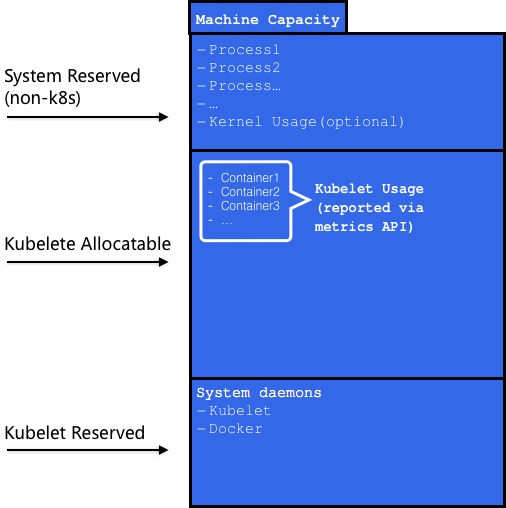 Machine Capacity
System Reserved
(non-k8s)
–Process1
–Process2
–Process…
–…
–Kernel Usage(optional)
Kubelete Allocatable
- Container1
- Container2
- Container3
- …
Kubelet Usage
(reported via
metrics API)
Kubelet Reserved
System daemons
–Kubelet
–Docker